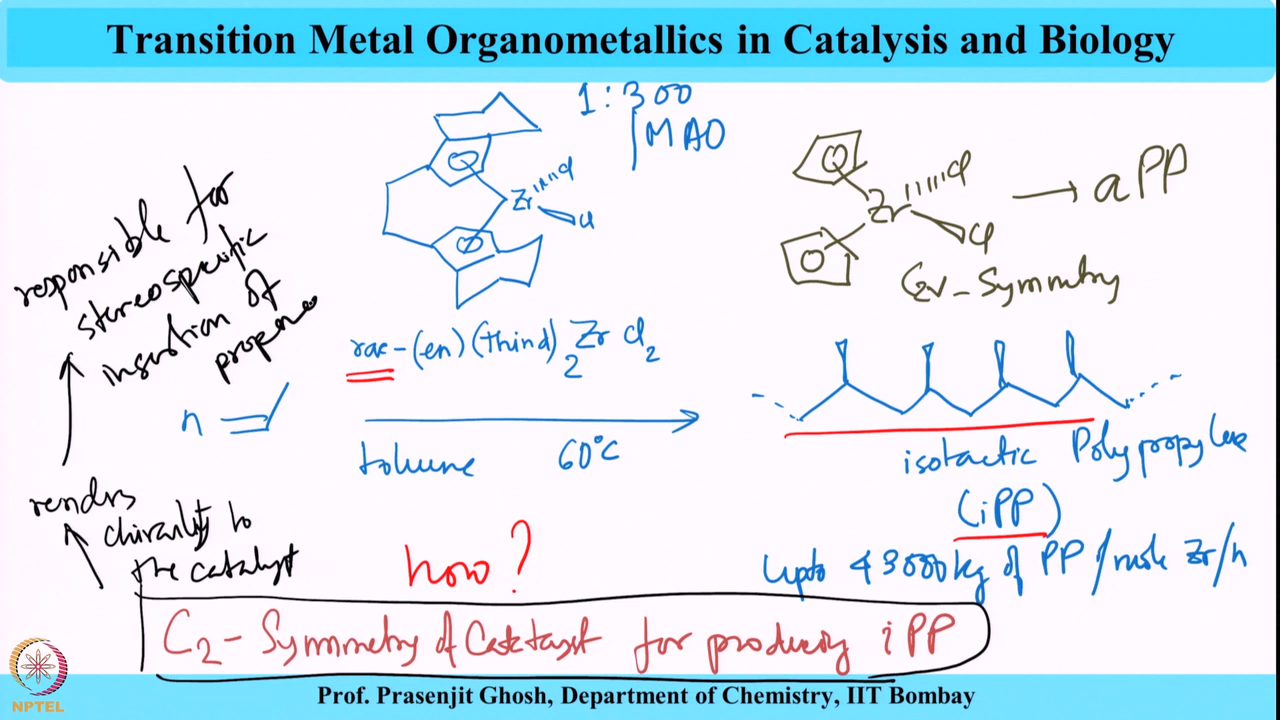 Transition Metal Organometallics in Catalysis and Biology
1:300
MAO
Zr
Cl
Cl
Zr
Cl
Cl
→ aPP
C2v - Symmetry
responsible for
stereospecific
insertion of
propene
rac-(en)(thind)2 Zr Cl2
n
toluene 60°C
isotactic Polypropylene
(iPP)
upto 43000 kg of PP/mole Zr/h
renders
chirality to
the catalyst
how?
C2 - Symmetry of Catalyst for producing iPP
NPTEL
Prof. Prasenjit Ghosh, Department of Chemistry, IIT Bombay